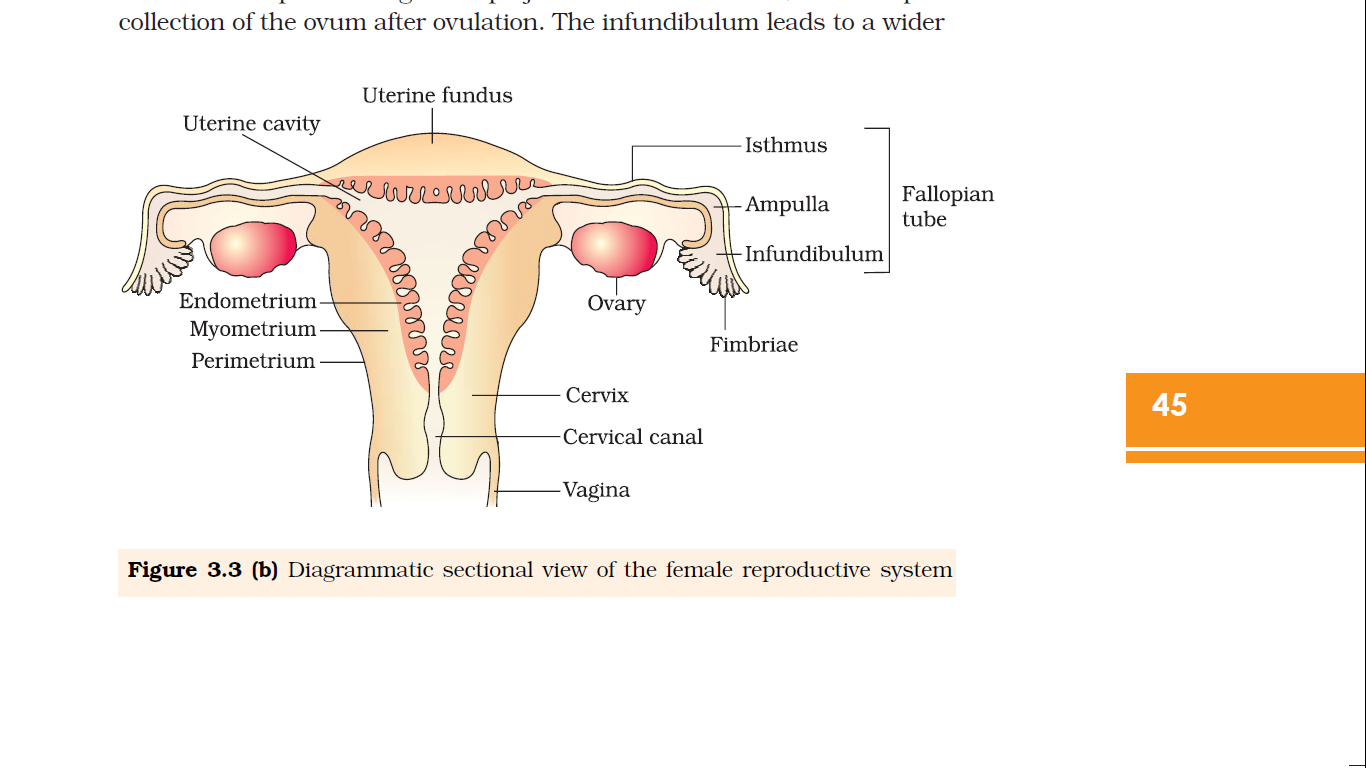 collection of the ovum after ovulation. The infundibulum leads to a wider
Uterine fundus
Uterine cavity
Isthmus
Ampulla
Fallopian
tube
Infundibulum
Endometrium
Ovary
Myometrium
Fimbriae
Perimetrium
Cervix
45
Cervical canal
Vagina
Figure 3.3 (b) Diagrammatic sectional view of the female reproductive system